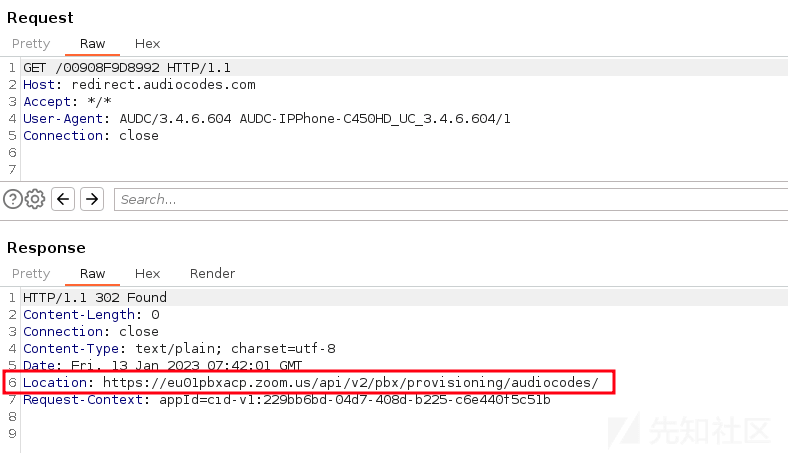 Request
Pretty Raw Hex
1 GET /00908F9D8992 HTTP/1.1
2 Host: redirect.audiocodes.com
3 Accept: */*
4 User-Agent: AUDC/3.4.6.604 AUDC-IPPhone-C450HD_UC_3.4.6.604/1
5 Connection: close
6
7
Search...
Response
Pretty Raw Hex Render
1 HTTP/1.1 302 Found
2 Content-Length: 0
3 Connection: close
4 Content-Type: text/plain; charset=utf-8
5 Date: Fri, 13 Jan 2023 07:42:01 GMT
6 Location: https://eu01pbxacp.zoom.us/api/v2/pbx/provisioning/audiocodes/
7 Request-Context: appId=cid-v1:229bb6bd-04d7-408d-b225-c6e440f5c51b
8
9
先知社区